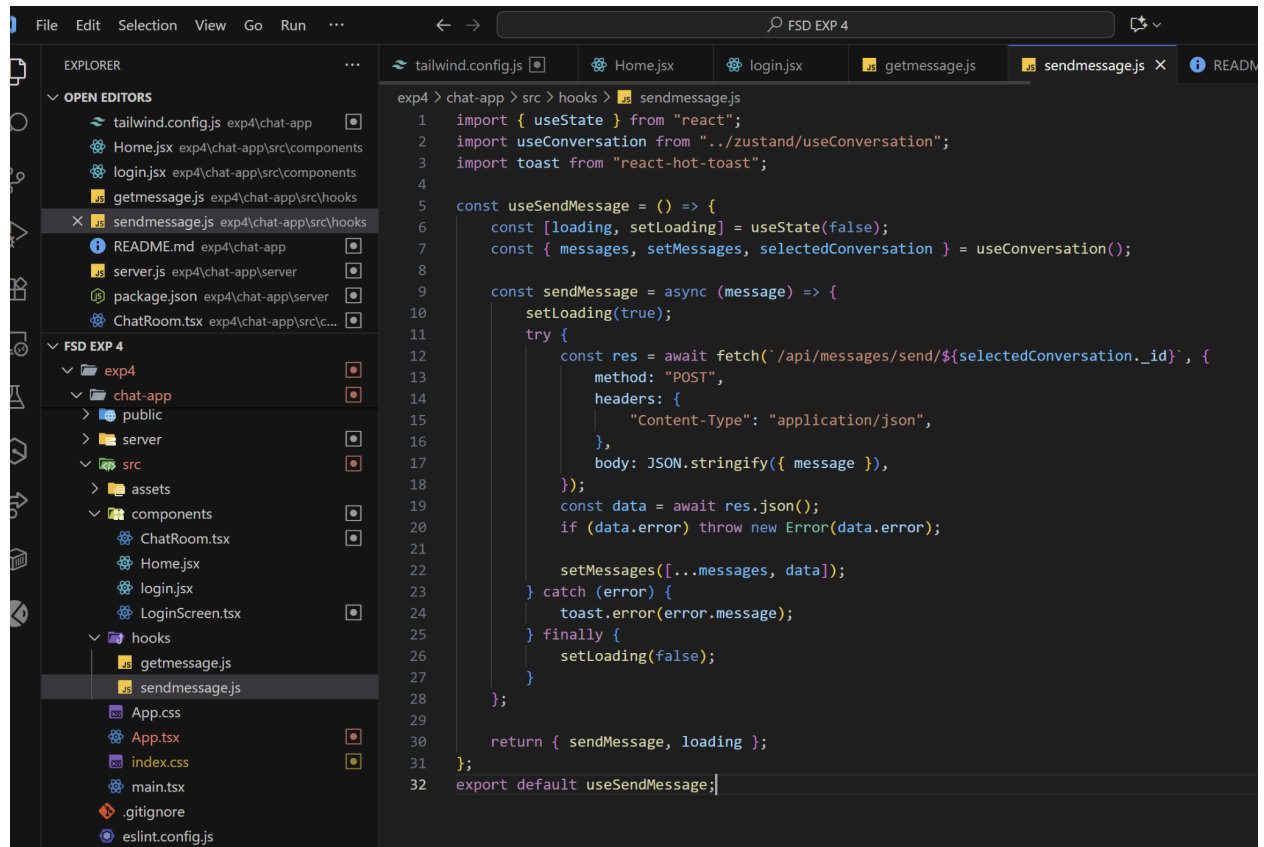 File Edit Selection View Go Run ···
FSD EXP 4
EXPLORER ···
OPEN EDITORS
tailwind.config.js exp4\chat-app
Home.jsx exp4\chat-app\src\components
login.jsx exp4\chat-app\src\components
JS getmessage.js exp4\chat-app\src\hooks
JS sendmessage.js exp4\chat-app\src\hooks
README.md exp4\chat-app
JS server.js exp4\chat-app\server
package.json exp4\chat-app\server
ChatRoom.tsx exp4\chat-app\src\c...
FSD EXP 4
exp4
chat-app
public
server
src
assets
components
ChatRoom.tsx
Home.jsx
login.jsx
LoginScreen.tsx
hooks
JS getmessage.js
JS sendmessage.js
App.css
App.tsx
index.css
main.tsx
.gitignore
eslint.config.js
tailwind.config.js Home.jsx login.jsx JS getmessage.js JS sendmessage.js READM
exp4 > chat-app > src > hooks > JS sendmessage.js
1 import { useState } from "react";
2 import useConversation from "../zustand/useConversation";
3 import toast from "react-hot-toast";
4
5 const useSendMessage = () => {
6 const [loading, setLoading] = useState(false);
7 const { messages, setMessages, selectedConversation } = useConversation();
8
9 const sendMessage = async (message) => {
10 setLoading(true);
11 try {
12 const res = await fetch(`/api/messages/send/${selectedConversation._id}`, {
13 method: "POST",
14 headers: {
15 "Content-Type": "application/json",
16 },
17 body: JSON.stringify({ message }),
18 });
19 const data = await res.json();
20 if (data.error) throw new Error(data.error);
21
22 setMessages([...messages, data]);
23 } catch (error) {
24 toast.error(error.message);
25 } finally {
26 setLoading(false);
27 }
28 };
29
30 return { sendMessage, loading };
31 };
32 export default useSendMessage;